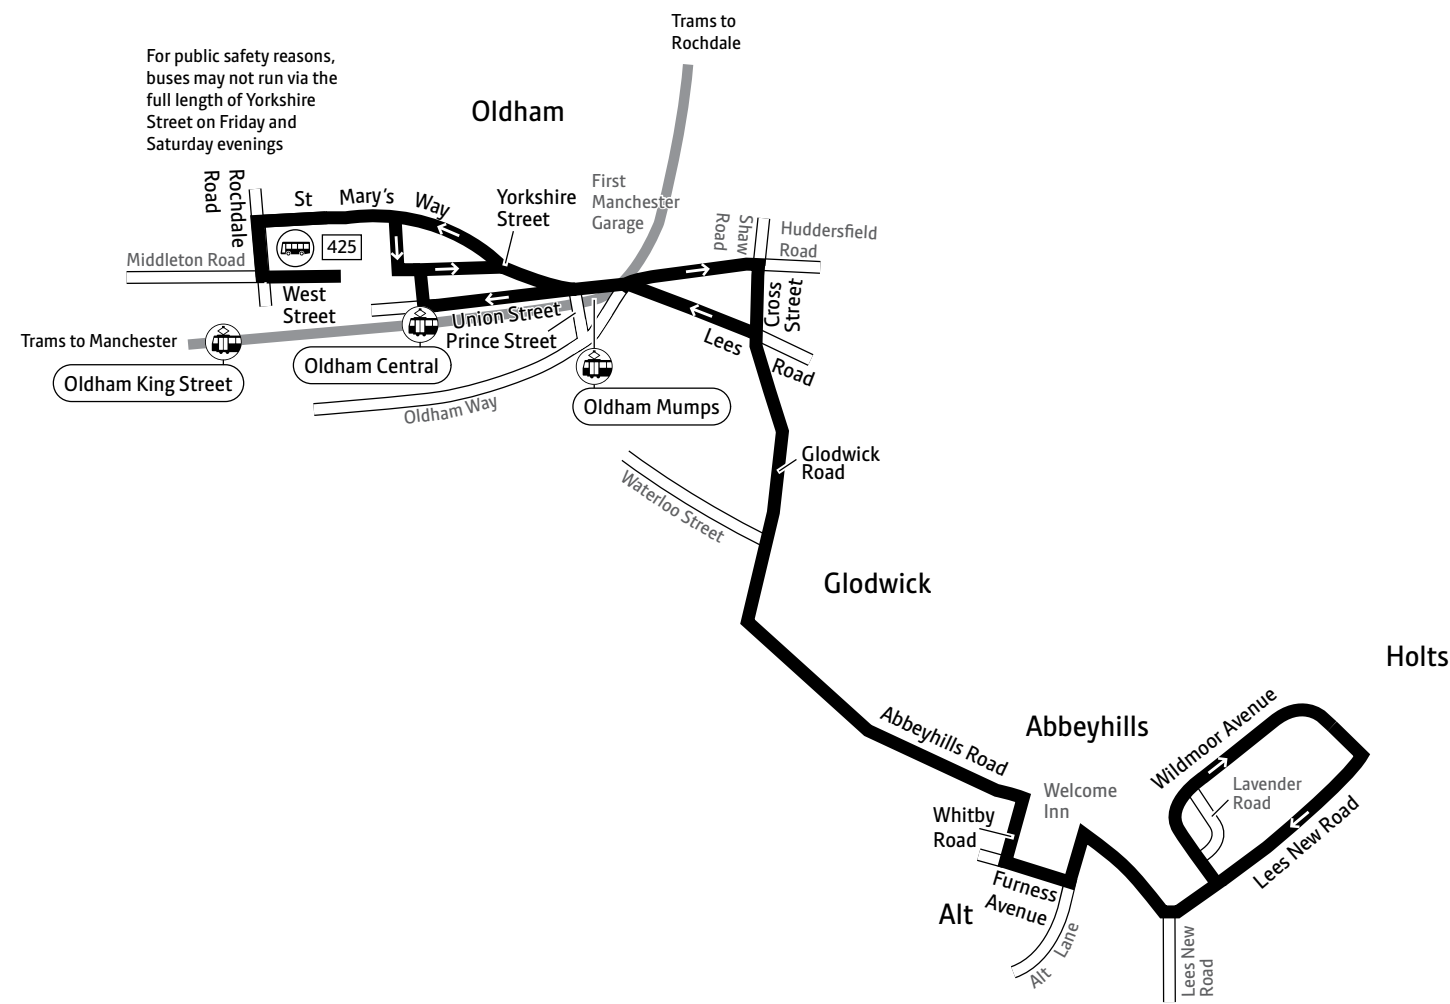 Trams to
Rochdale
For public safety reasons,
buses may not run via the
full length of Yorkshire
Street on Friday and
Saturday evenings
Oldham
Rochdale
Road
St Mary's Way
Yorkshire
Street
First
Manchester
Garage
Shaw
Road
Huddersfield
Road
425
Middleton Road
West
Street
Cross
Street
Union Street
Prince Street
Lees Road
Trams to Manchester
Oldham Central
Oldham King Street
Oldham Way
Oldham Mumps
Glodwick
Road
Waterloo Street
Glodwick
Holts
Abbeyhills Road
Abbeyhills
Wildmoor Avenue
Welcome
Inn
Lavender
Road
Whitby
Road
Lees New Road
Furness
Avenue
Alt
Alt Lane
Lees New
Road